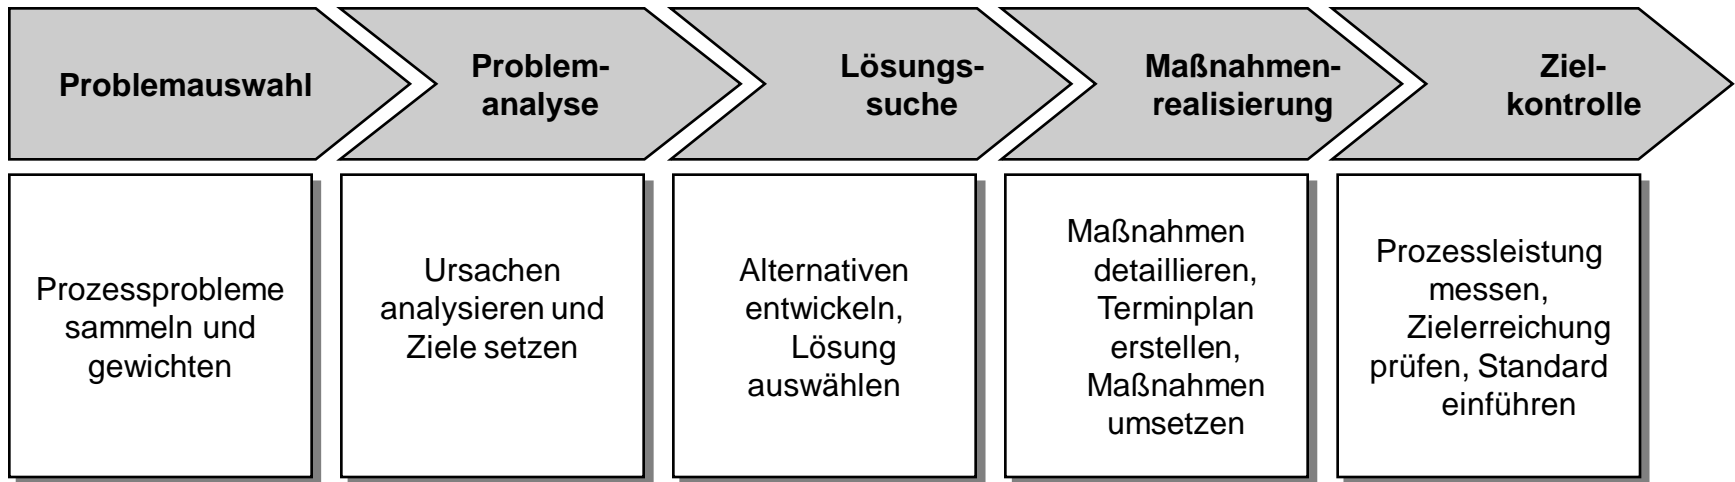 Problemauswahl
Problem-
analyse
Lösungs-
suche
Maßnahmen-
realisierung
Ziel-
kontrolle
Prozessprobleme
sammeln und
gewichten
Ursachen
analysieren und
Ziele setzen
Alternativen
entwickeln,
Lösung
auswählen
Maßnahmen
detaillieren,
Terminplan
erstellen,
Maßnahmen
umsetzen
Prozessleistung
messen,
Zielerreichung
prüfen, Standard
einführen